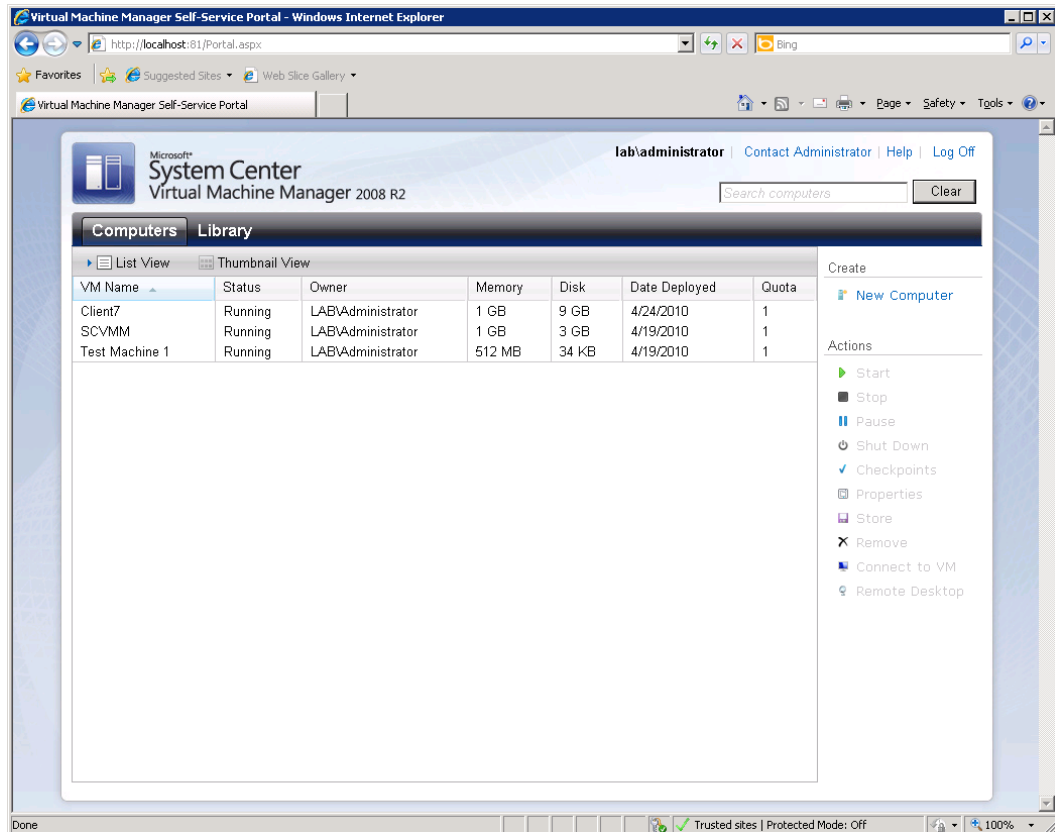 Virtual Machine Manager Self-Service Portal - Windows Internet Explorer
http://localhost:81/Portal.aspx
Bing
Favorites
Suggested Sites
Web Slice Gallery
Virtual Machine Manager Self-Service Portal
Page
Safety
Tools
Microsoft
System Center
Virtual Machine Manager 2008 R2
lab\administrator | Contact Administrator | Help | Log Off
Search computers
Clear
Computers
Library
List View
Thumbnail View
VM Name Status Owner Memory Disk Date Deployed Quota
Client7 Running LAB\Administrator 1 GB 9 GB 4/24/2010 1
SCVMM Running LAB\Administrator 1 GB 3 GB 4/19/2010 1
Test Machine 1 Running LAB\Administrator 512 MB 34 KB 4/19/2010 1
Create
New Computer
Actions
Start
Stop
Pause
Shut Down
Checkpoints
Properties
Store
Remove
Connect to VM
Remote Desktop
Done
Trusted sites | Protected Mode: Off
100%